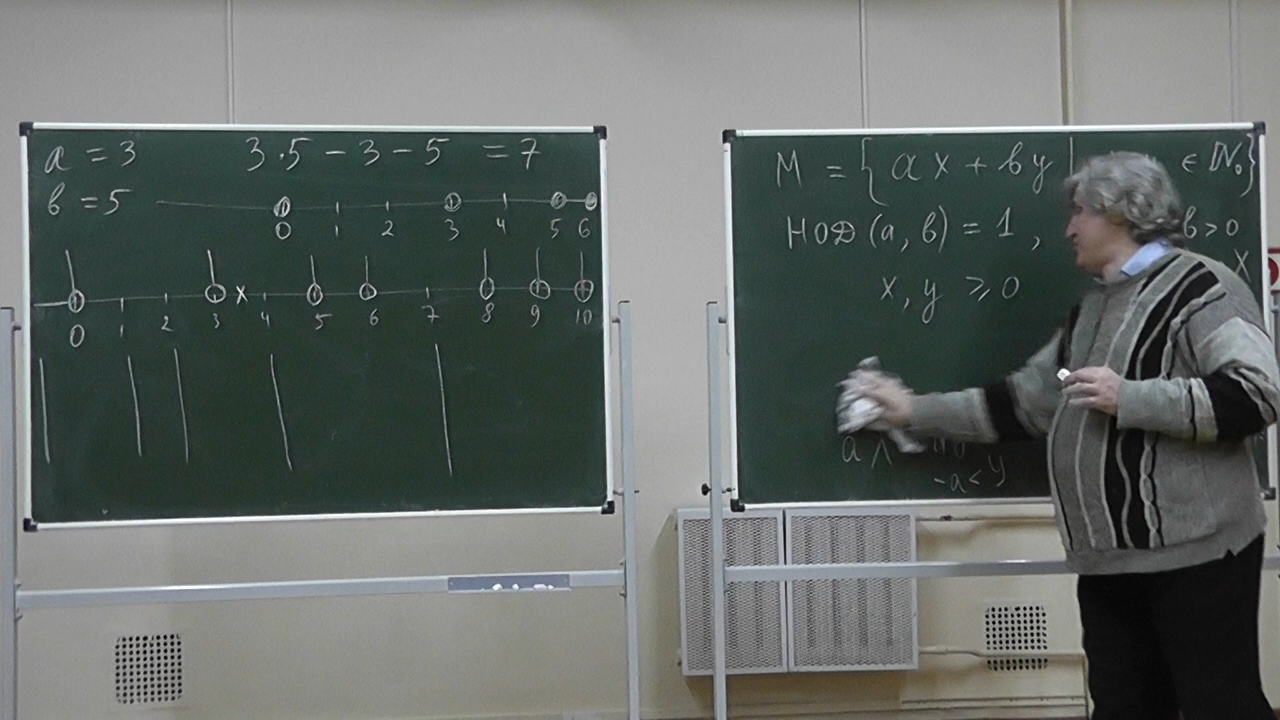 a = 3
3·5 − 3 − 5 = 7
в = 5
0 1 2 3 4 5 6
x
0 1 2 3 4 5 6 7 8 9 10
M = { ax + вy | ∈ ℕ₀}
НОД (a, в) = 1, в > 0
x, y ⩾ 0
x
a
-a < y